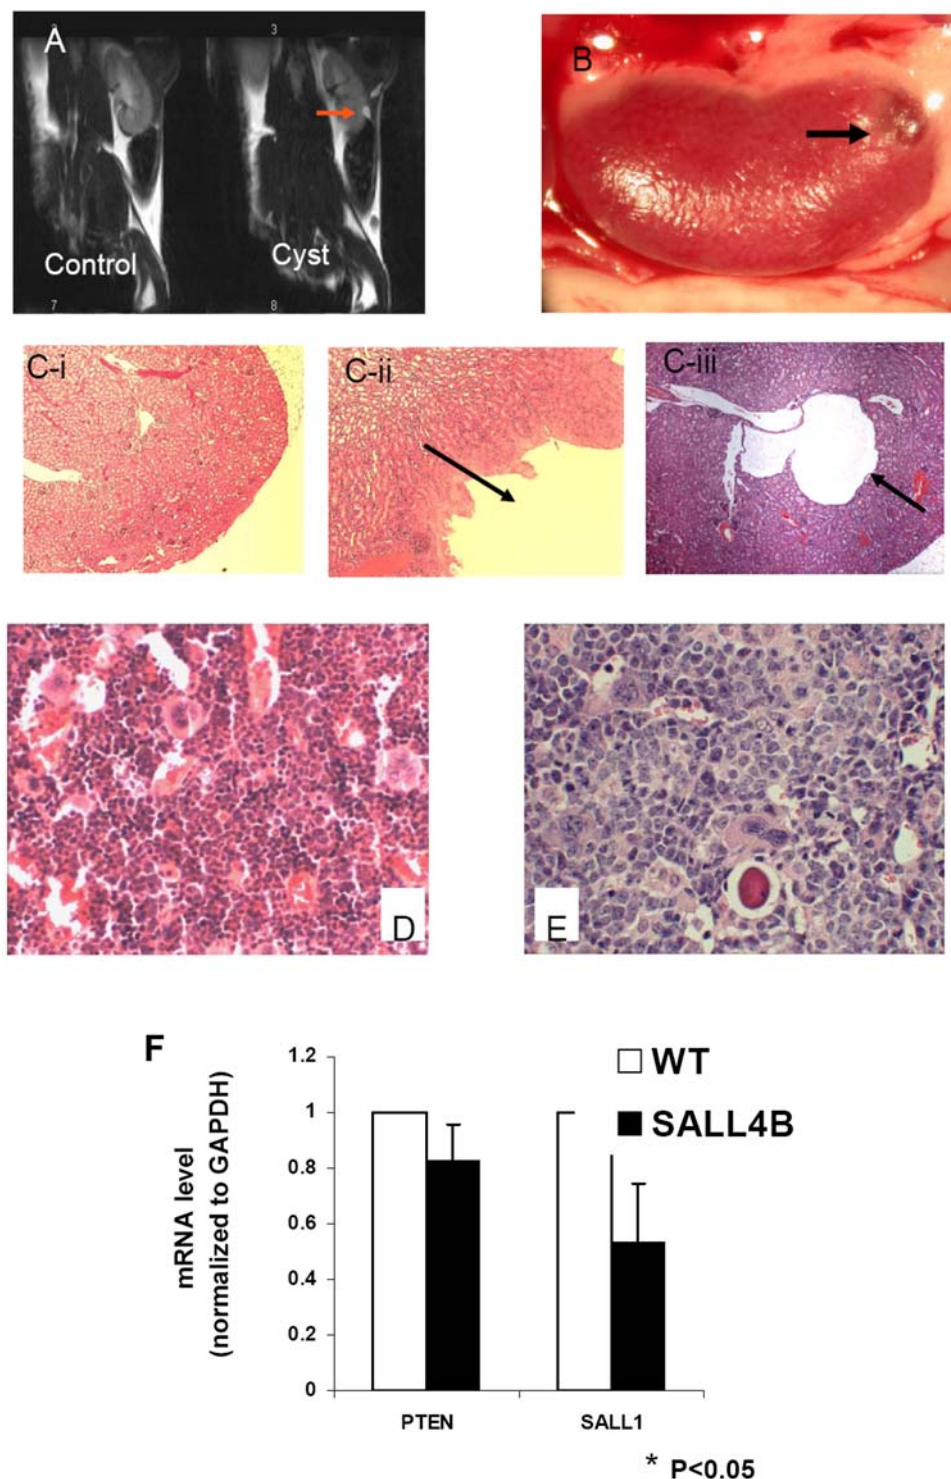 A
2
3
Control
Cyst
7
8
B
C-i
C-ii
C-iii
D
E
F
mRNA level
(normalized to GAPDH)
1.2
1
0.8
0.6
0.4
0.2
0
WT
SALL4B
PTEN
SALL1
* P<0.05